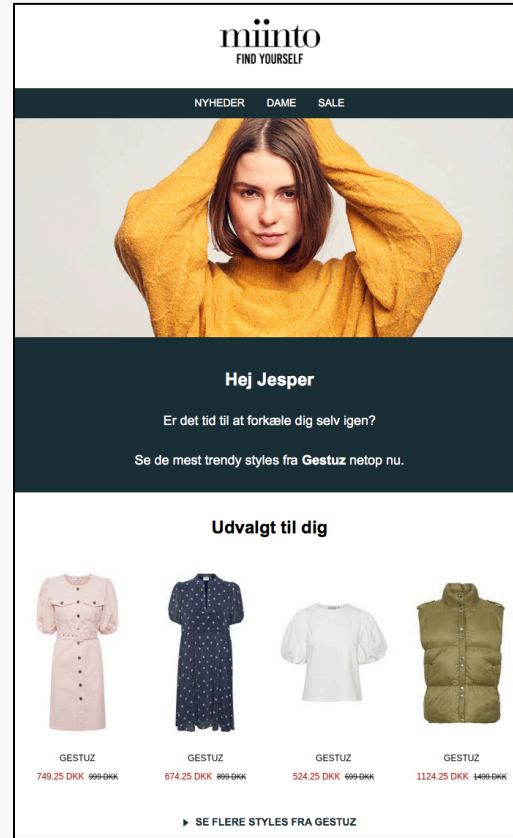 miinto
FIND YOURSELF
NYHEDER DAME SALE
Hej Jesper
Er det tid til at forkæle dig selv igen?
Se de mest trendy styles fra Gestuz netop nu.
Udvalgt til dig
GESTUZ GESTUZ GESTUZ GESTUZ
749.25 DKK 999 DKK 674.25 DKK 899 DKK 524.25 DKK 699 DKK 1124.25 DKK 1499 DKK
SE FLERE STYLES FRA GESTUZ